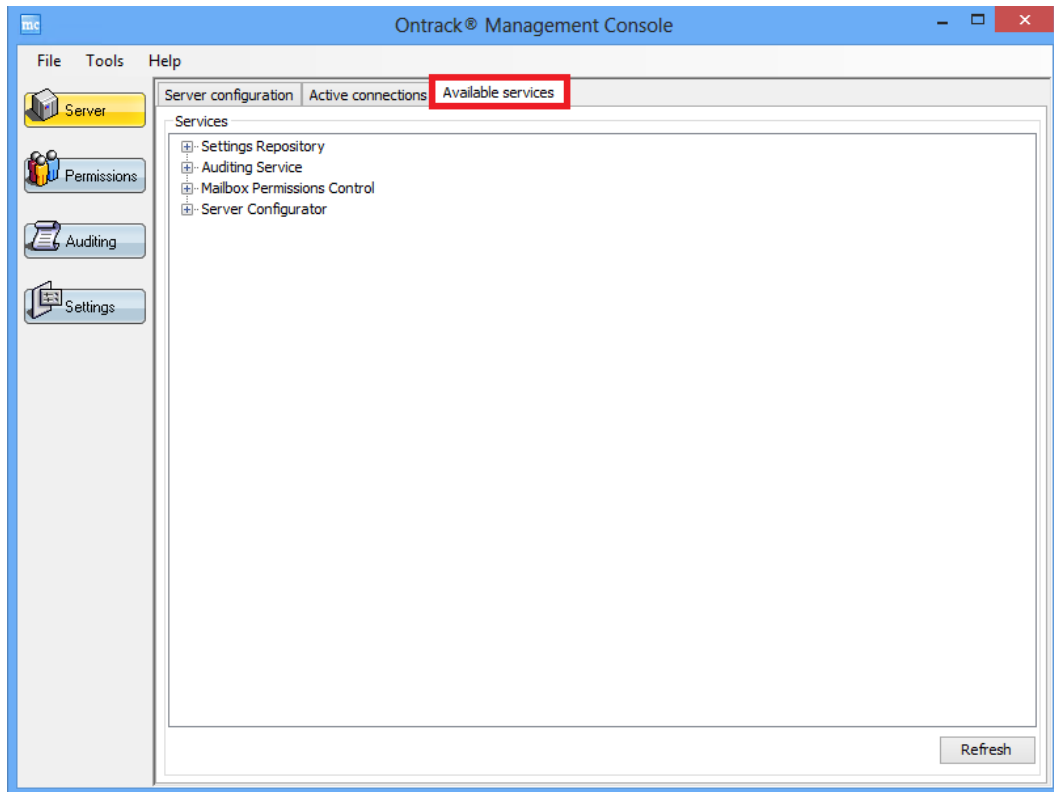 mc
Ontrack® Management Console
File Tools Help
Server
Permissions
Auditing
Settings
Server configuration Active connections Available services
Services
Settings Repository
Auditing Service
Mailbox Permissions Control
Server Configurator
Refresh